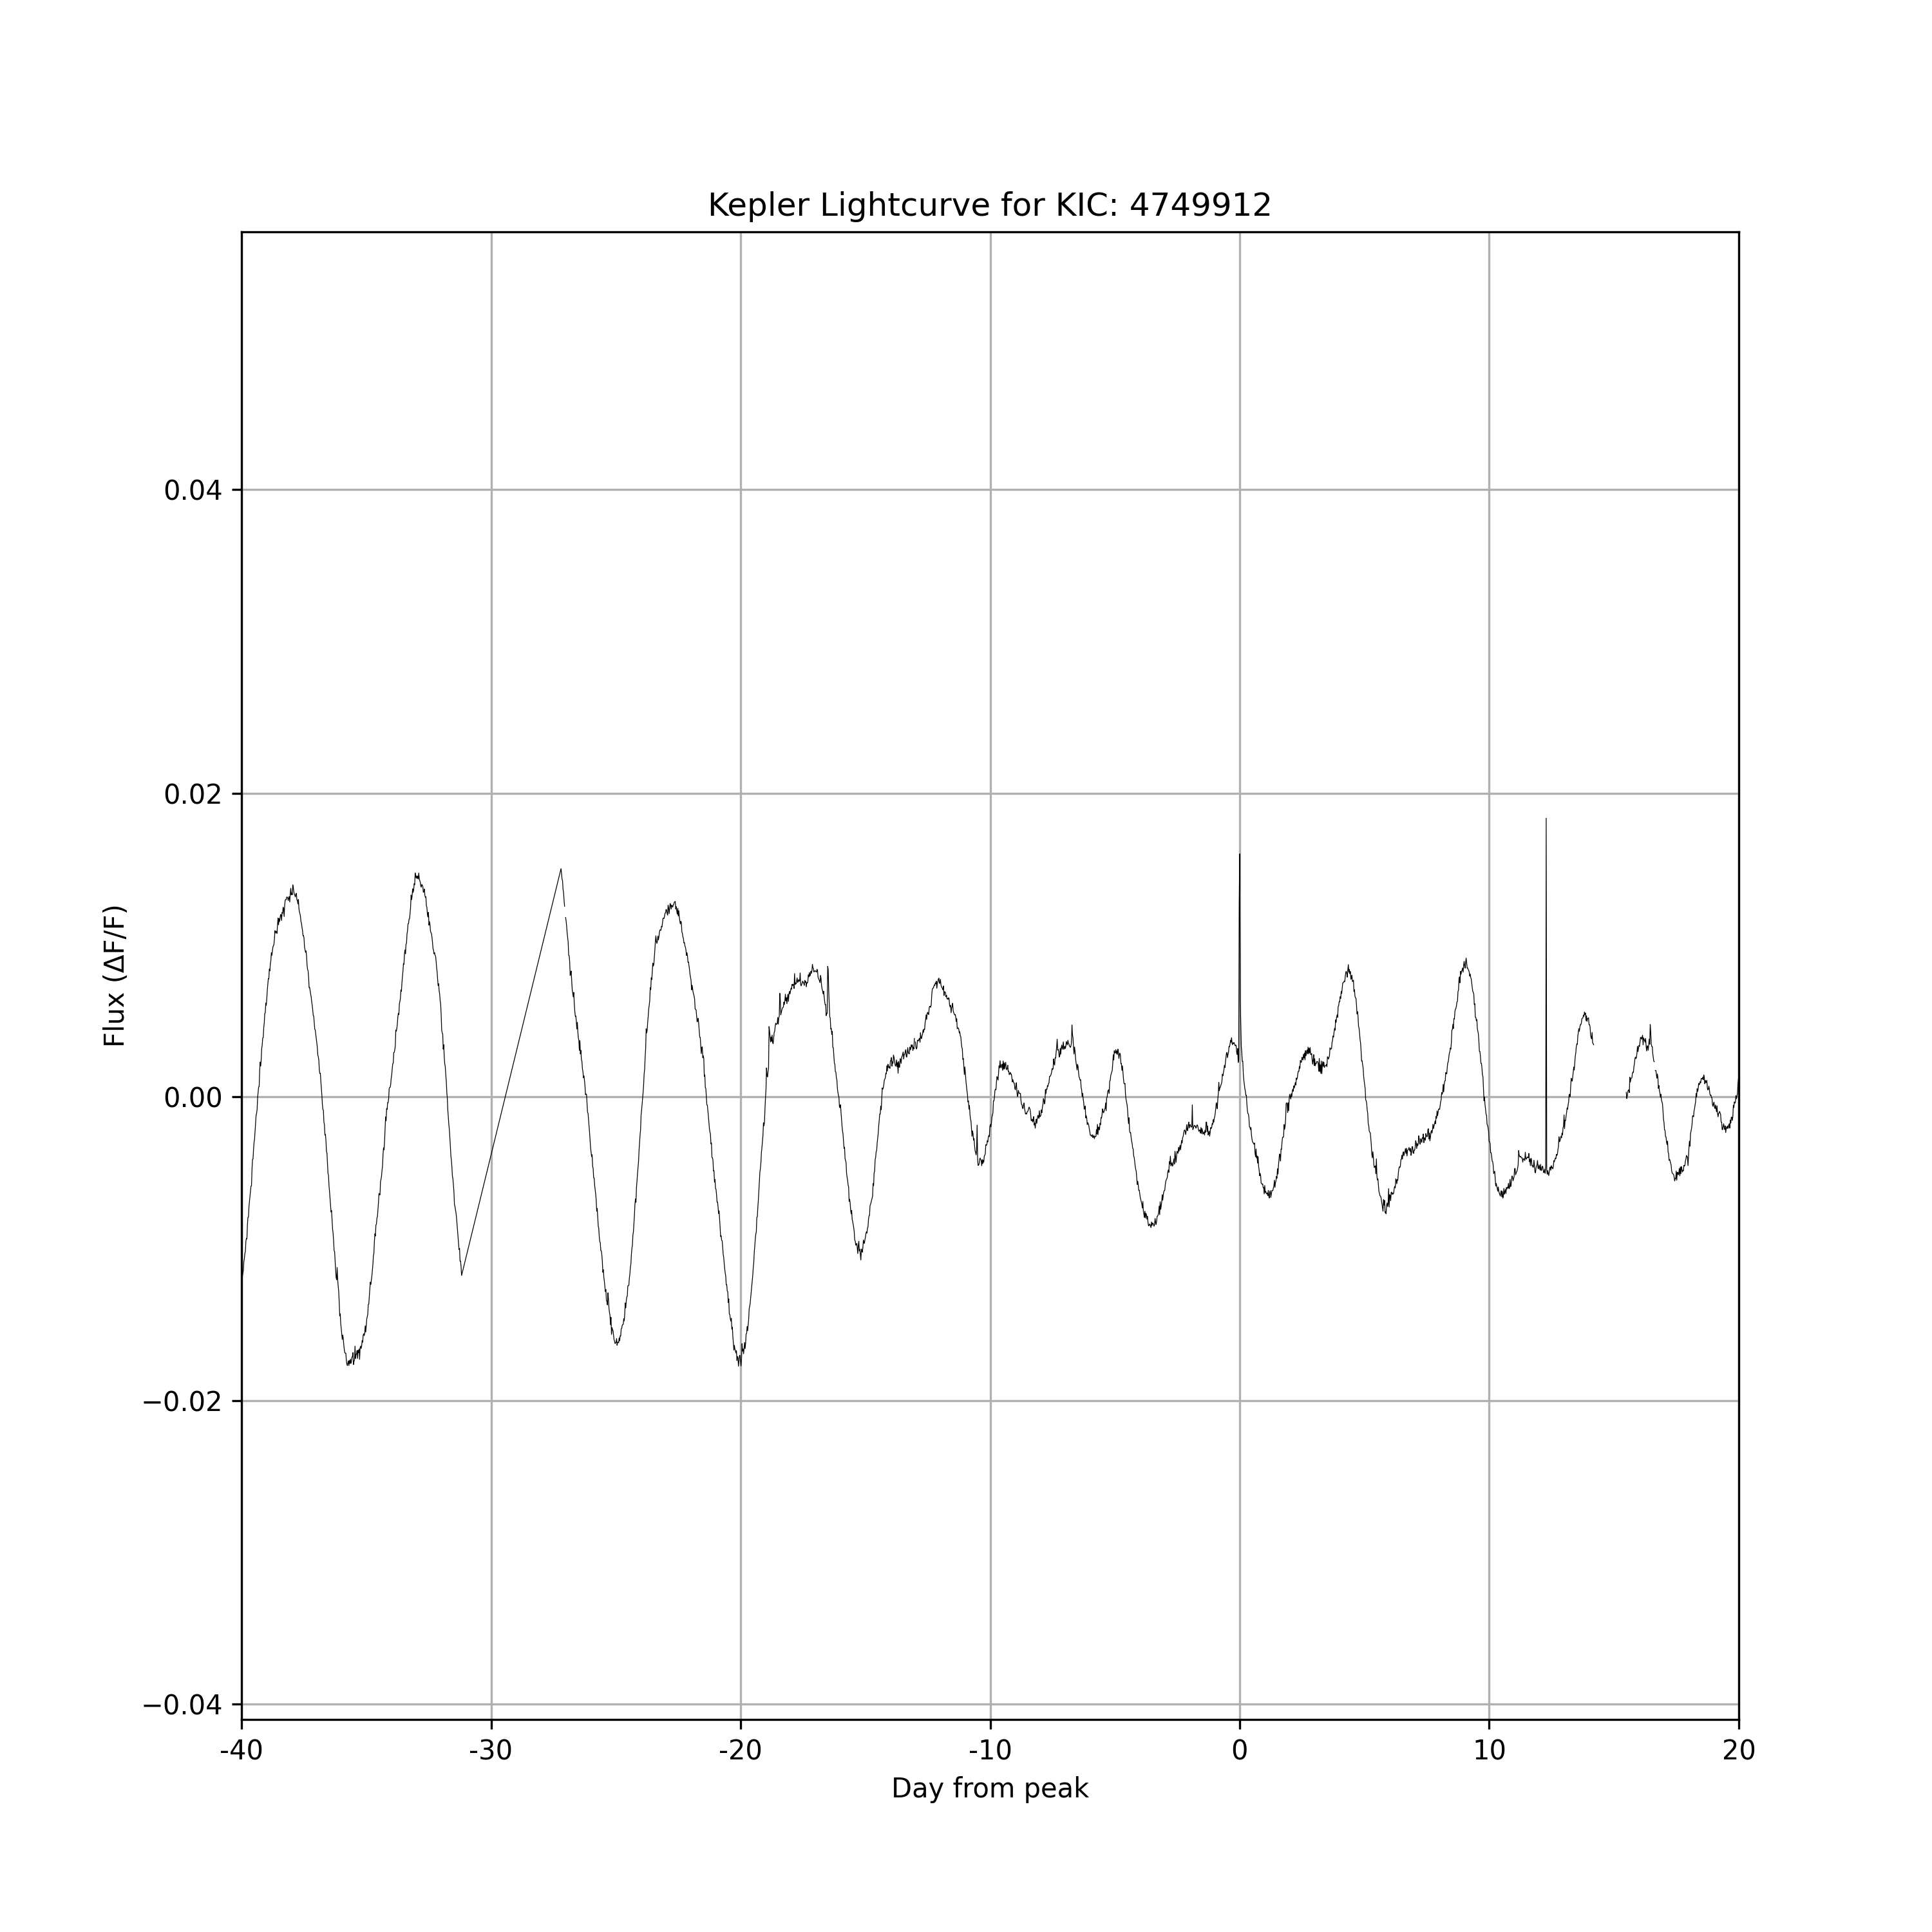 Kepler Lightcurve for KIC: 4749912
Flux (ΔF/F)
0.04
0.02
0.00
−0.02
−0.04
-40 -30 -20 -10 0 10 20
Day from peak